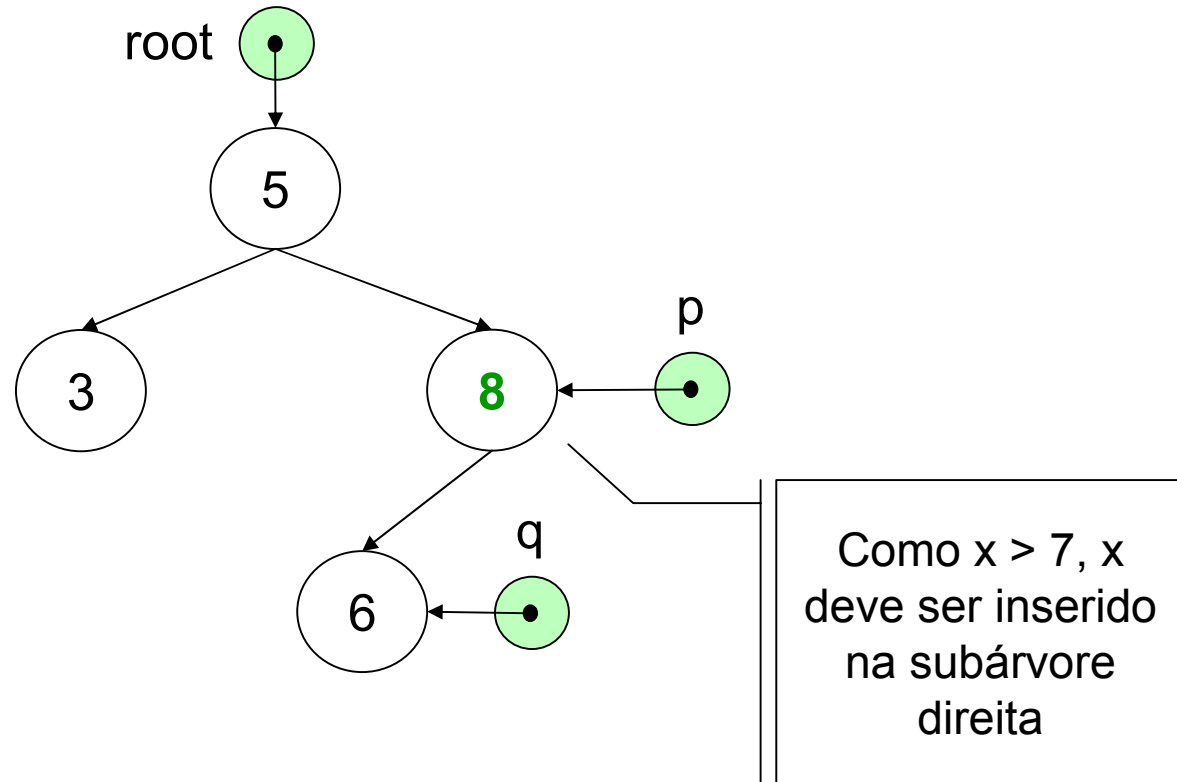 root
5
p
3
8
q
6
Como x > 7, x
deve ser inserido
na subárvore
direita